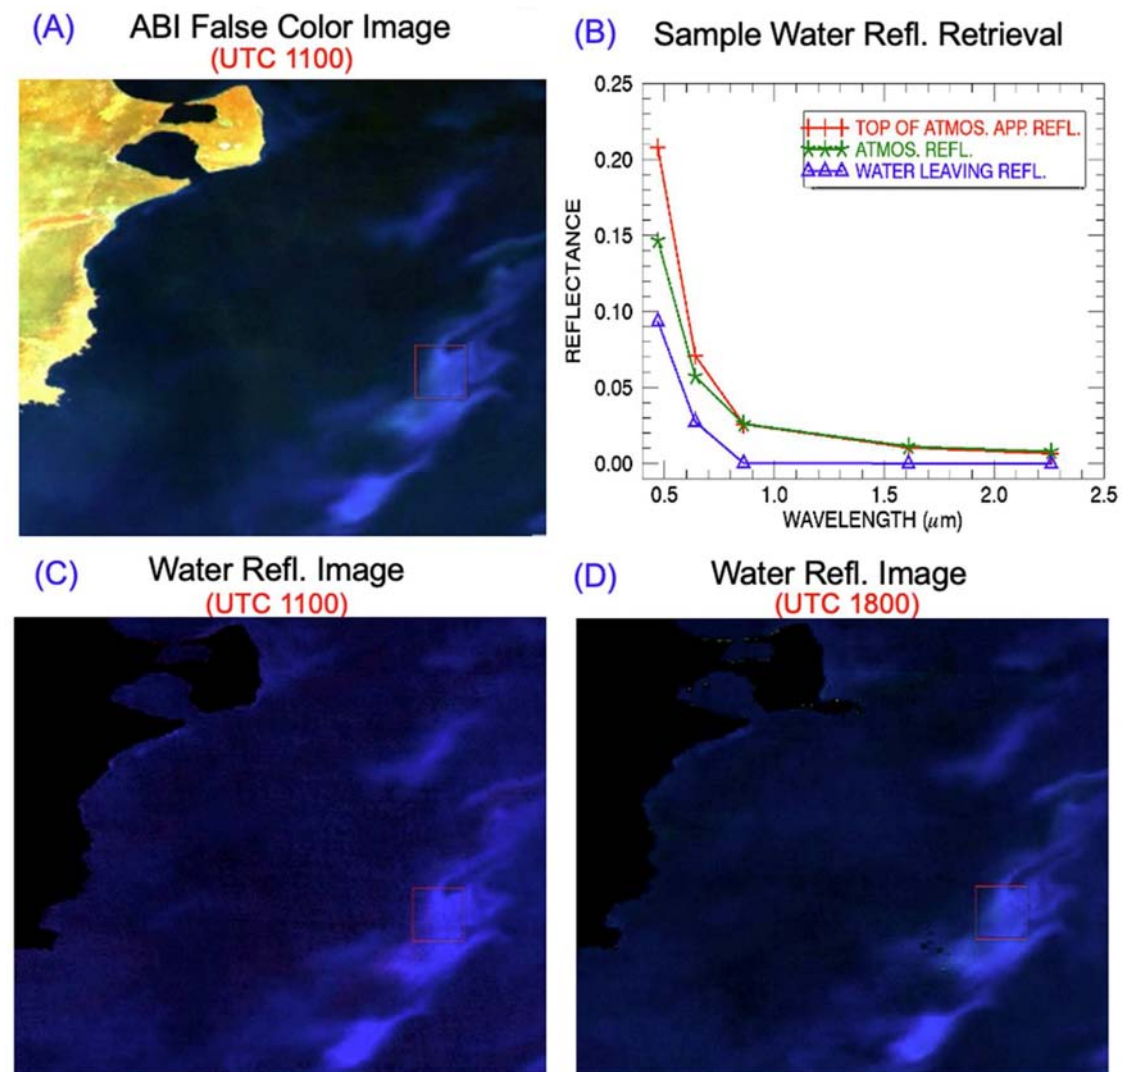 (A) ABI False Color Image
(UTC 1100)
(B) Sample Water Refl. Retrieval
0.25
0.20
0.15
0.10
0.05
0.00
REFLECTANCE
TOP OF ATMOS. APP. REFL.
ATMOS. REFL.
WATER LEAVING REFL.
0.5 1.0 1.5 2.0 2.5
WAVELENGTH (μm)
(C) Water Refl. Image
(UTC 1100)
(D) Water Refl. Image
(UTC 1800)